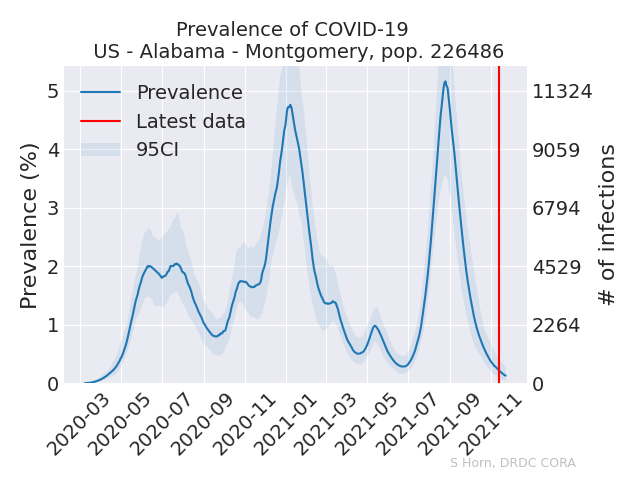 Prevalence of COVID-19
US - Alabama - Montgomery, pop. 226486
Prevalence
Latest data
95CI
Prevalence (%)
5
4
3
2
1
0
11324
9059
6794
4529
2264
0
# of infections
2020-03
2020-05
2020-07
2020-09
2020-11
2021-01
2021-03
2021-05
2021-07
2021-09
2021-11
S Horn, DRDC CORA